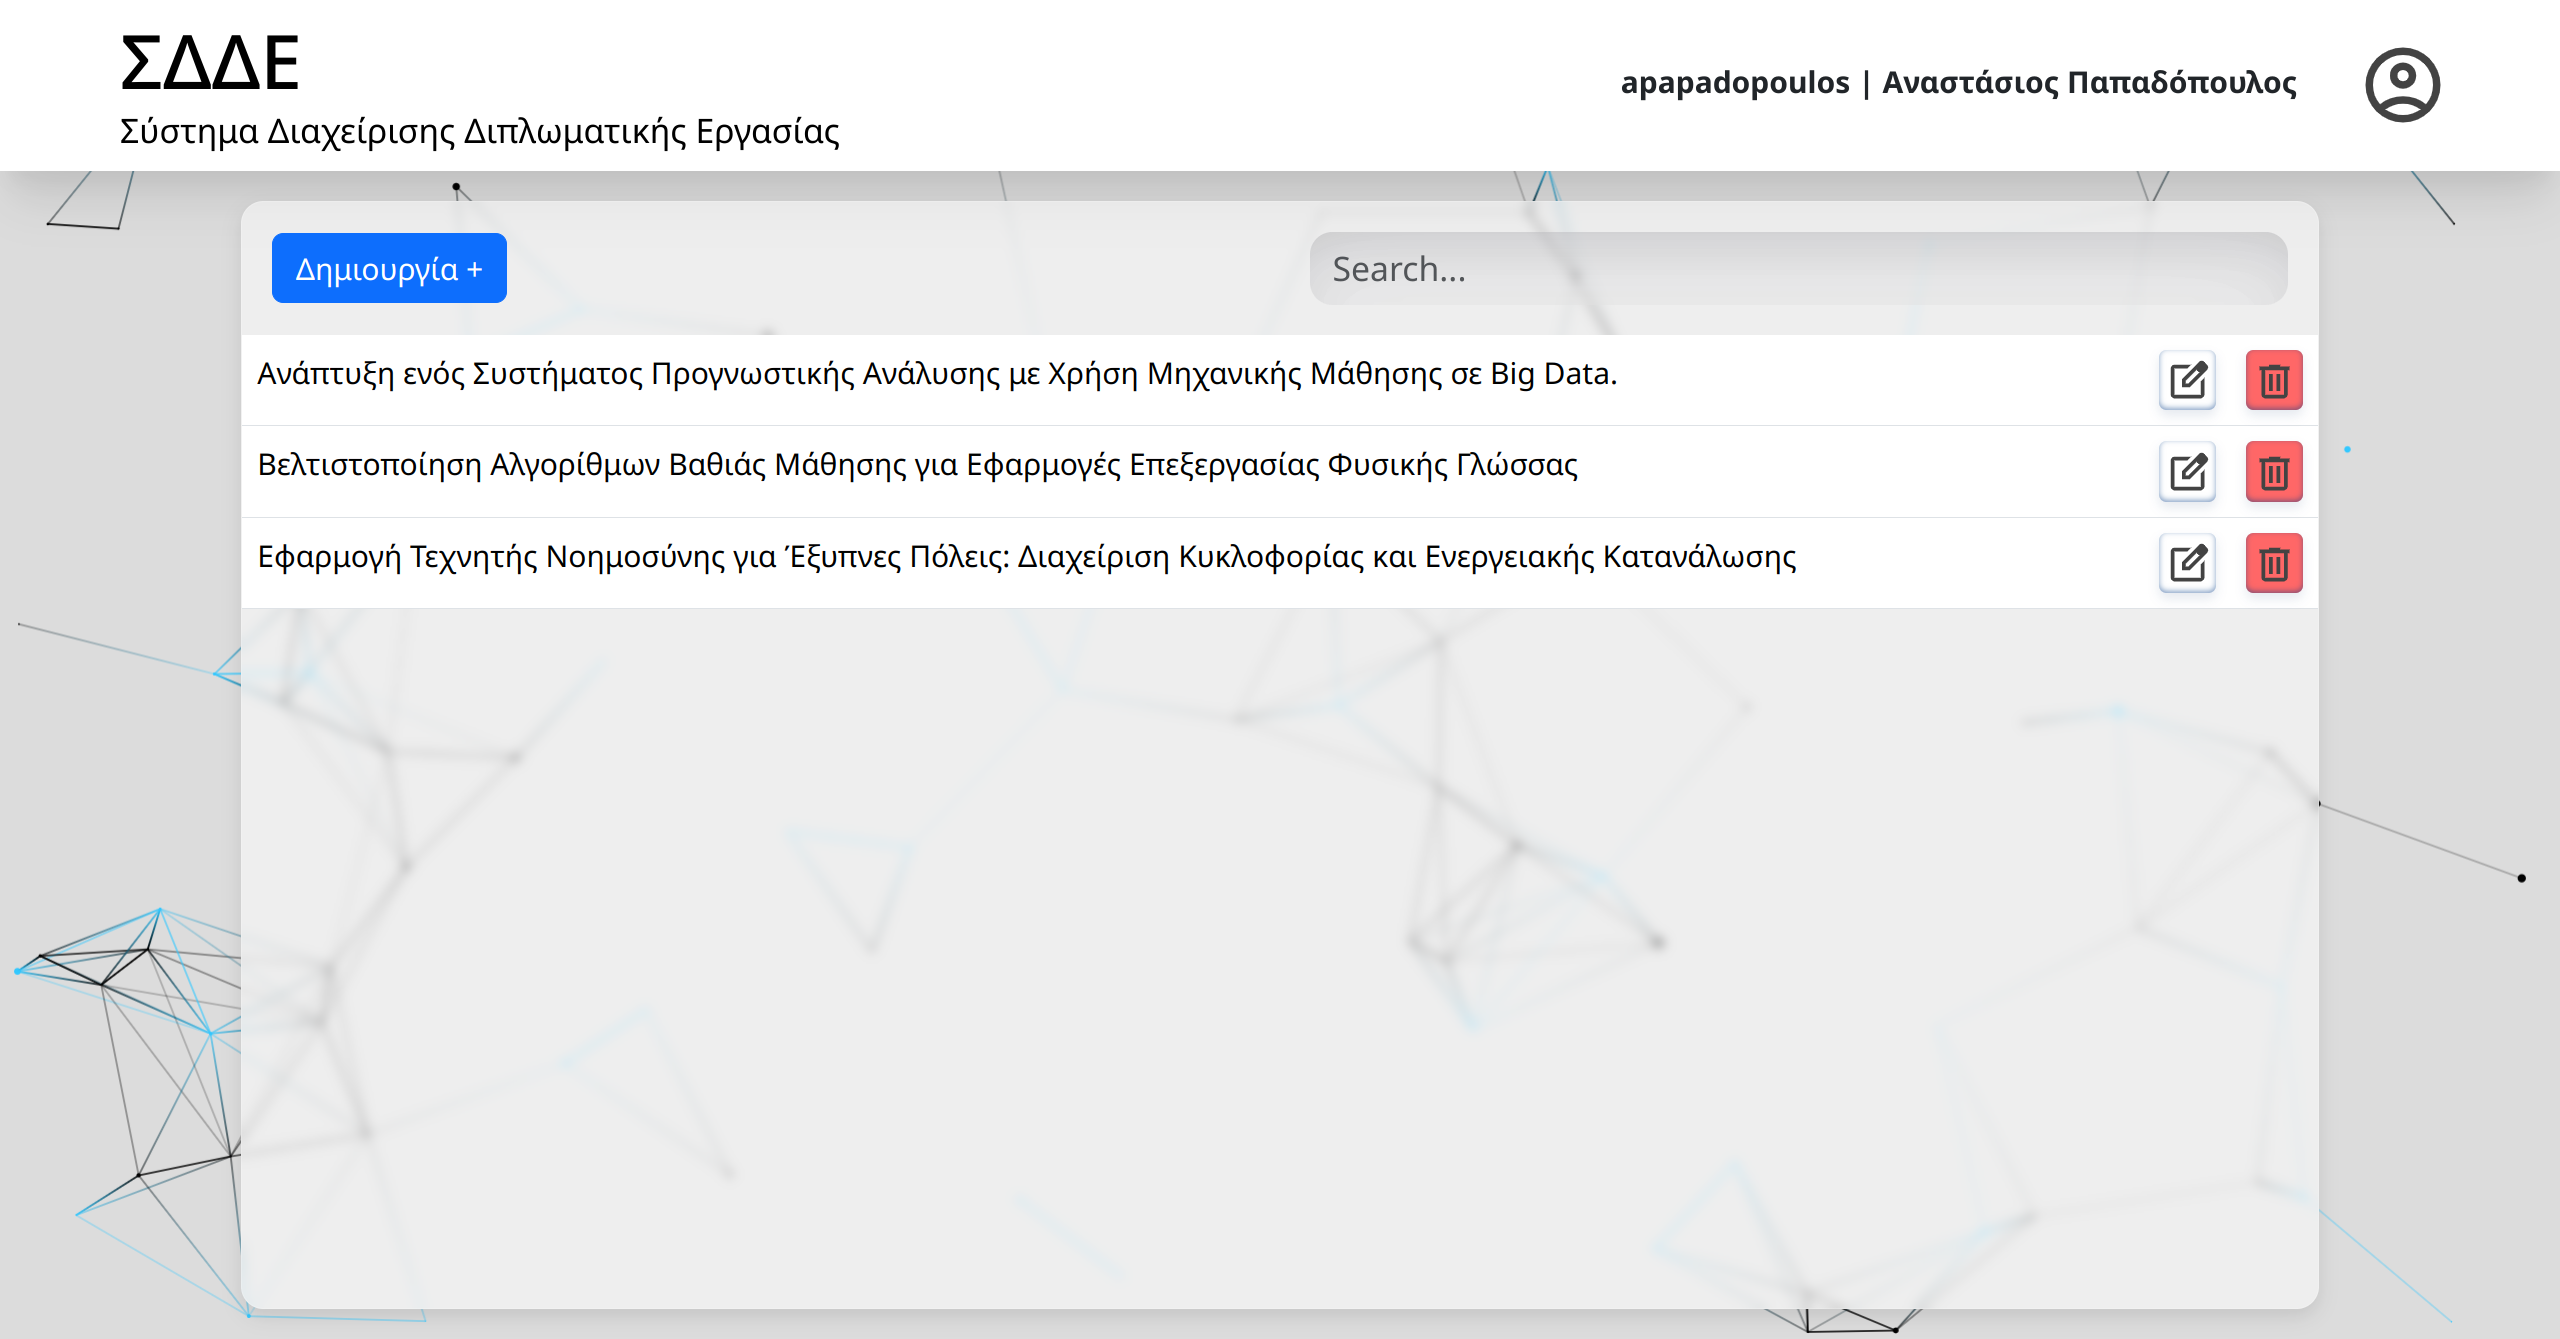 ΣΔΔΕ
Σύστημα Διαχείρισης Διπλωματικής Εργασίας
apapadopoulos | Αναστάσιος Παπαδόπουλος
Δημιουργία +
Search...
Ανάπτυξη ενός Συστήματος Προγνωστικής Ανάλυσης με Χρήση Μηχανικής Μάθησης σε Big Data.
Βελτιστοποίηση Αλγορίθμων Βαθιάς Μάθησης για Εφαρμογές Επεξεργασίας Φυσικής Γλώσσας
Εφαρμογή Τεχνητής Νοημοσύνης για Έξυπνες Πόλεις: Διαχείριση Κυκλοφορίας και Ενεργειακής Κατανάλωσης